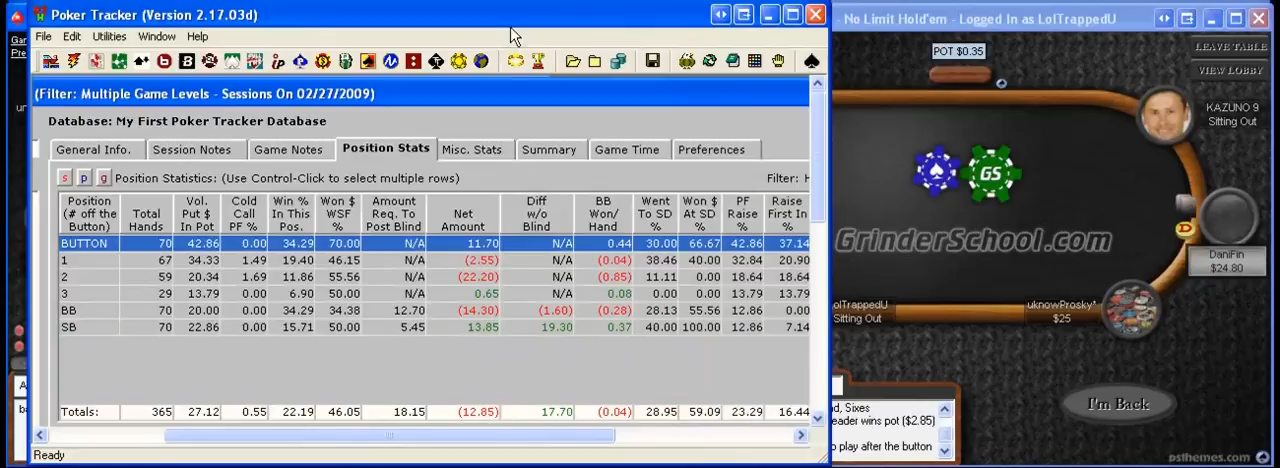 Poker Tracker (Version 2.17.03d)
File Edit Utilities Window Help
(Filter: Multiple Game Levels - Sessions On 02/27/2009)
Database: My First Poker Tracker Database
General Info. Session Notes Game Notes Position Stats Misc. Stats Summary Game Time Preferences
s p g Position Statistics: (Use Control-Click to select multiple rows) Filter: H
Position (# off the Button) Total Hands Vol. Put $ In Pot Cold Call PF % Win % In This Pos. Won $ WSF % Amount Req. To Post Blind Net Amount Diff w/o Blind BB Won/ Hand Went To SD % Won $ At SD % PF Raise % Raise First In
BUTTON 70 42.86 0.00 34.29 70.00 N/A 11.70 N/A 0.44 30.00 66.67 42.86 37.14
1 67 34.33 1.49 19.40 46.15 N/A (2.55) N/A (0.04) 38.46 40.00 32.84 20.90
2 59 20.34 1.69 11.86 55.56 N/A (22.20) N/A (0.85) 11.11 0.00 18.64 18.64
3 29 13.79 0.00 6.90 50.00 N/A 0.65 N/A 0.08 0.00 0.00 13.79 13.79
BB 70 20.00 0.00 34.29 34.38 12.70 (14.30) (1.60) (0.28) 28.13 55.56 12.86 0.00
SB 70 22.86 0.00 15.71 50.00 5.45 13.85 19.30 0.37 40.00 100.00 12.86 7.14
Totals: 365 27.12 0.55 22.19 46.05 18.15 (12.85) 17.70 (0.04) 28.95 59.09 23.29 16.44
Ready
- No Limit Hold'em - Logged In as LolTrappedU
LEAVE TABLE
VIEW LOBBY
POT $0.35
KAZUNO 9
Sitting Out
GS
D
GrinderSchool.com
DaniFin
$24.80
olTrappedU
Sitting Out
uknowProsky*
$25
I'm Back
d, Sixes
eader wins pot ($2.85)
o play after the button
psthemes.com